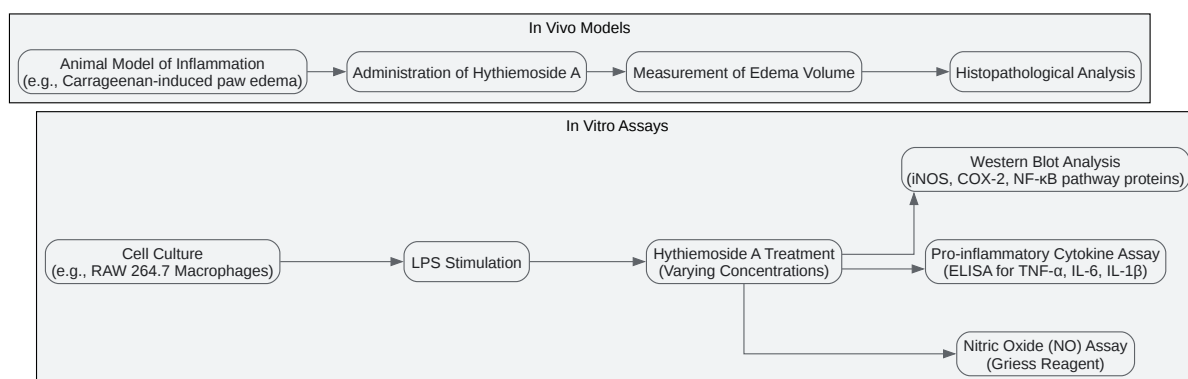 In Vivo Models
Animal Model of Inflammation
(e.g., Carrageenan-induced paw edema)
Administration of Hythiemoside A
Measurement of Edema Volume
Histopathological Analysis
In Vitro Assays
Western Blot Analysis
(iNOS, COX-2, NF-κB pathway proteins)
Cell Culture
(e.g., RAW 264.7 Macrophages)
LPS Stimulation
Hythiemoside A Treatment
(Varying Concentrations)
Pro-inflammatory Cytokine Assay
(ELISA for TNF-α, IL-6, IL-1β)
Nitric Oxide (NO) Assay
(Griess Reagent)